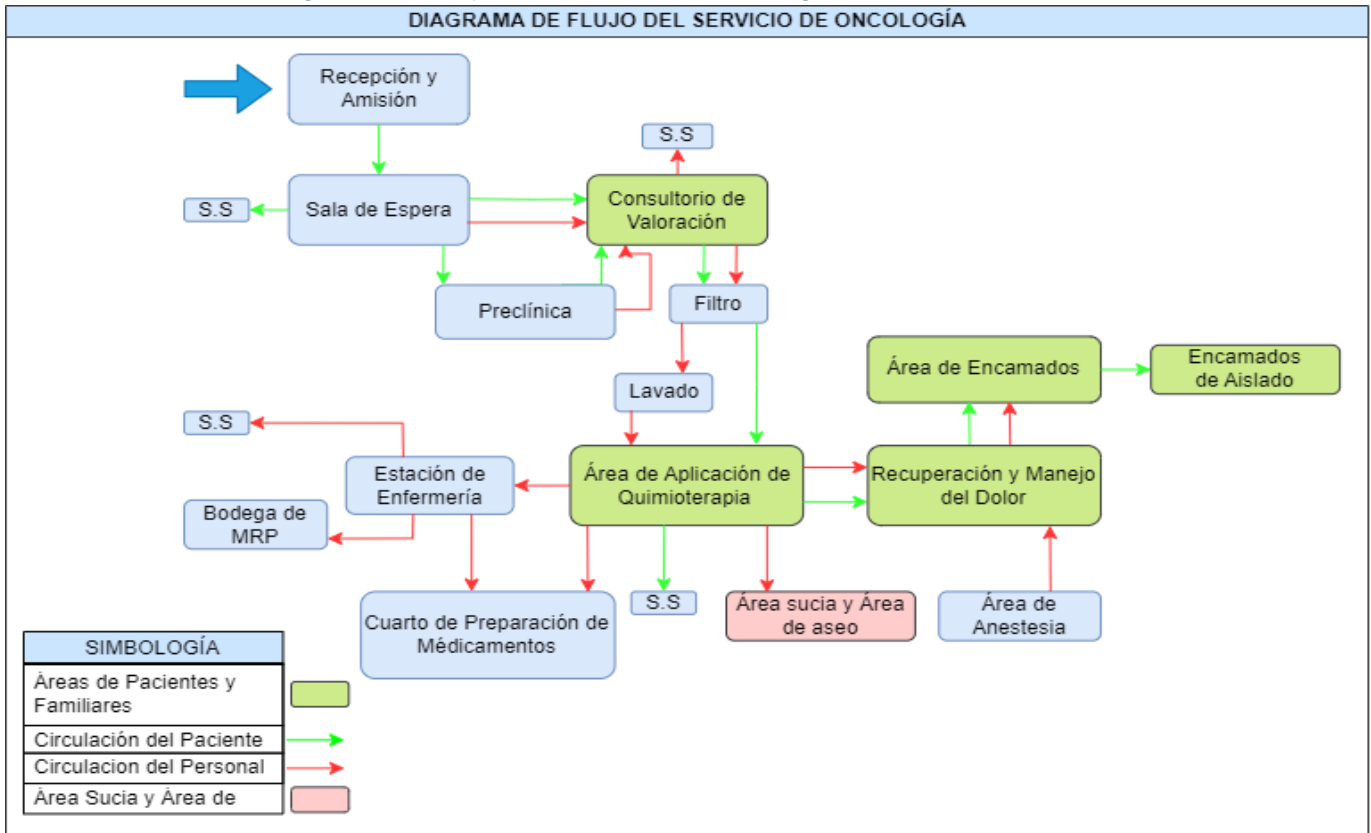 DIAGRAMA DE FLUJO DEL SERVICIO DE ONCOLOGÍA
Recepción y
Amisión
S.S
Consultorio de
Valoración
S.S
Sala de Espera
Preclínica
Filtro
Área de Encamados
Encamados
de Aislado
Lavado
S.S
Estación de
Enfermería
Área de Aplicación de
Quimioterapia
Recuperación y Manejo
del Dolor
Bodega de
MRP
Cuarto de Preparación de
Médicamentos
S.S
Área sucia y Área
de aseo
Área de
Anestesia
SIMBOLOGÍA
Àreas de Pacientes y
Familiares
Circulación del Paciente
Circulacion del Personal
Àrea Sucia y Àrea de